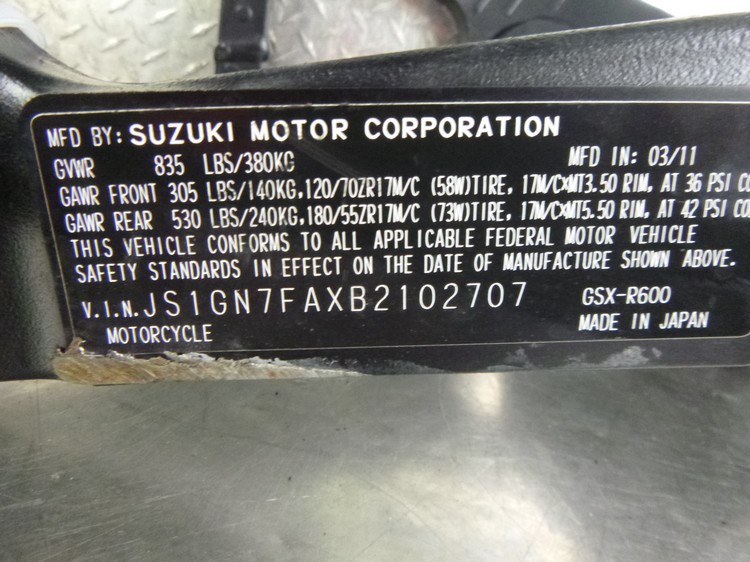 MFD BY: SUZUKI MOTOR CORPORATION
GVWR 835 LBS/380KG MFD IN: 03/11
GAWR FRONT 305 LBS/140KG,120/70ZR17M/C (58W)TIRE, 17M/C×MT3.50 RIM, AT 36 PSI
GAWR REAR 530 LBS/240KG,180/55ZR17M/C (73W)TIRE, 17M/C×MT5.50 RIM, AT 42 PSI
THIS VEHICLE CONFORMS TO ALL APPLICABLE FEDERAL MOTOR VEHICLE
SAFETY STANDARDS IN EFFECT ON THE DATE OF MANUFACTURE SHOWN ABOVE.
V.I.N. JS1GN7FAXB2102707 GSX-R600
MOTORCYCLE MADE IN JAPAN